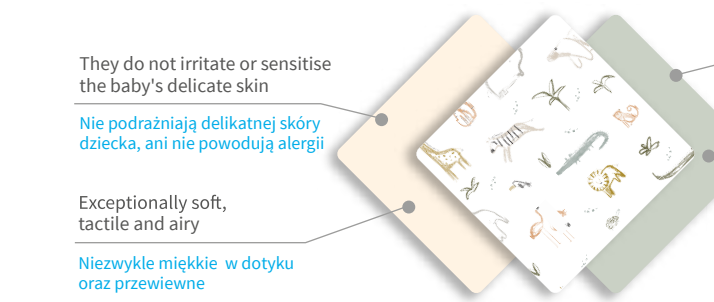 They do not irritate or sensitise
the baby's delicate skin
Nie podrażniają delikatnej skóry
dziecka, ani nie powodują alergii
Exceptionally soft,
tactile and airy
Niezwykle miękkie w dotyku
oraz przewiewne